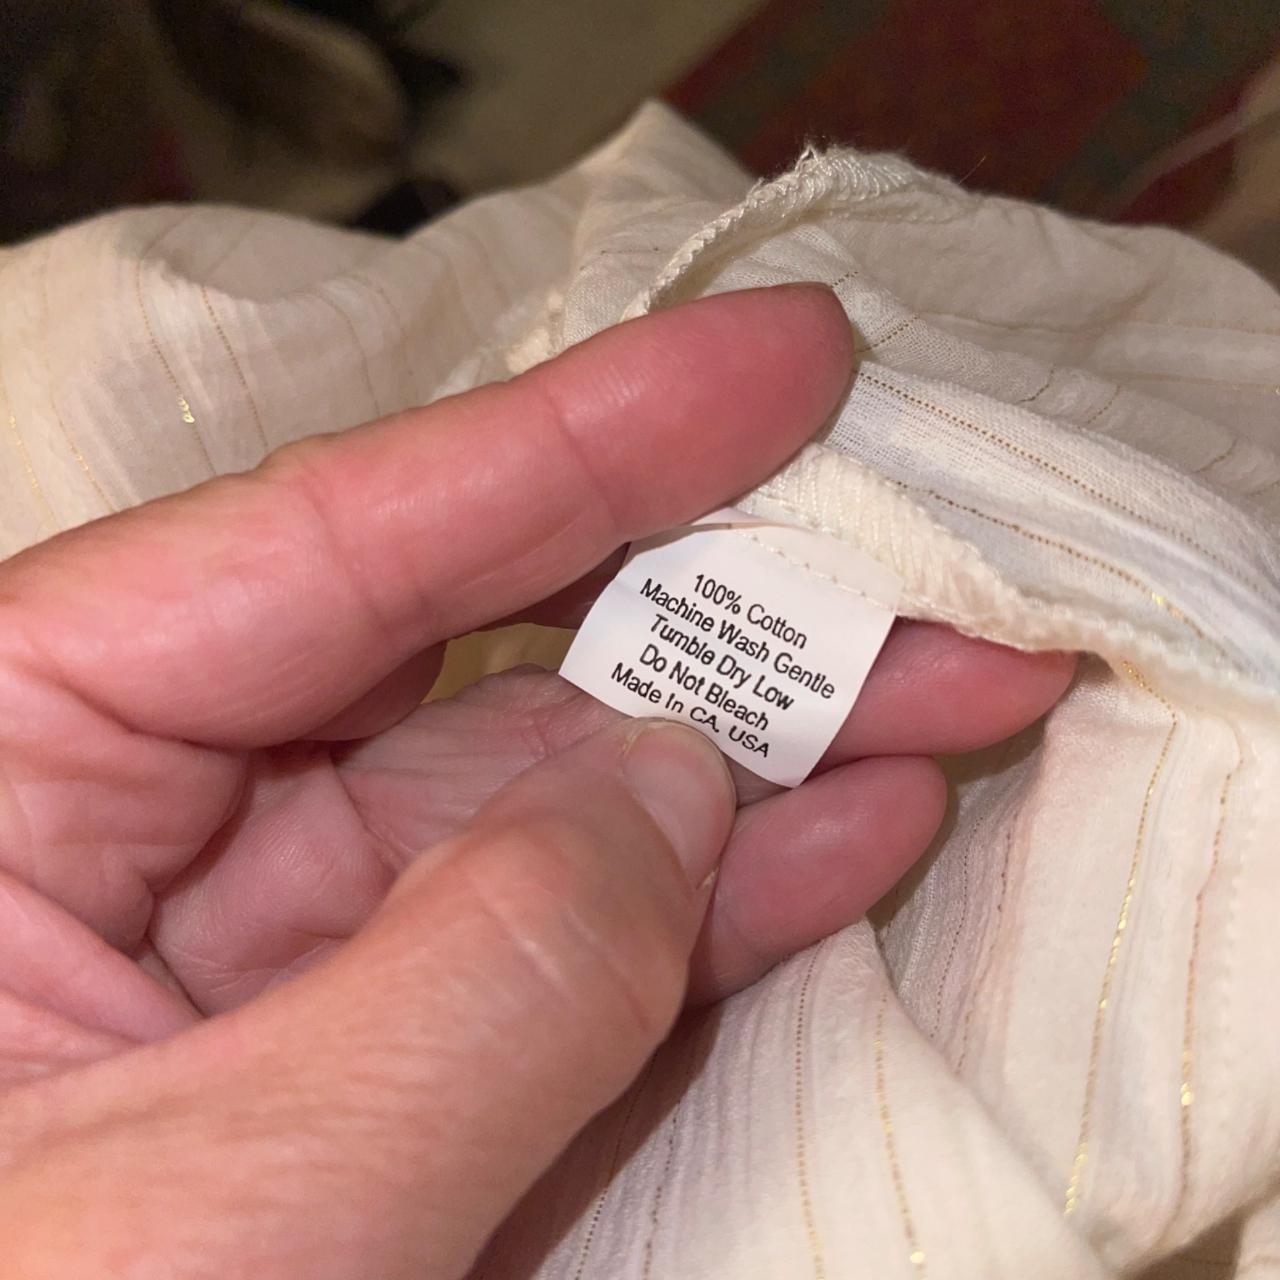 100% Cotton
Machine Wash Gentle
Tumble Dry Low
Do Not Bleach
Made In CA, USA